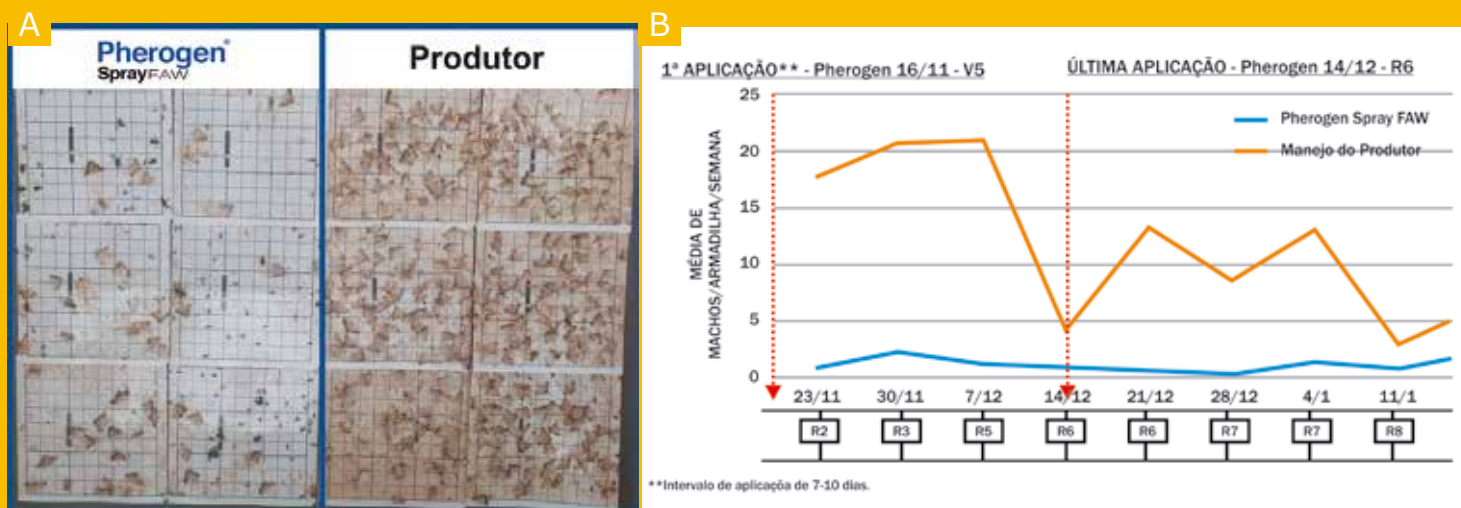 A
Pherogen®
SprayFAW
Produtor
B
1ª APLICAÇÃO** - Pherogen 16/11 - V5
ÚLTIMA APLICAÇÃO - Pherogen 14/12 - R6
MÉDIA DE
MACHOS/ARMADILHA/SEMANA
25
20
15
10
5
0
Pherogen Spray FAW
Manejo do Produtor
23/11 30/11 7/12 14/12 21/12 28/12 4/1 11/1
R2 R3 R5 R6 R6 R7 R7 R8
**Intervalo de aplicação de 7-10 dias.